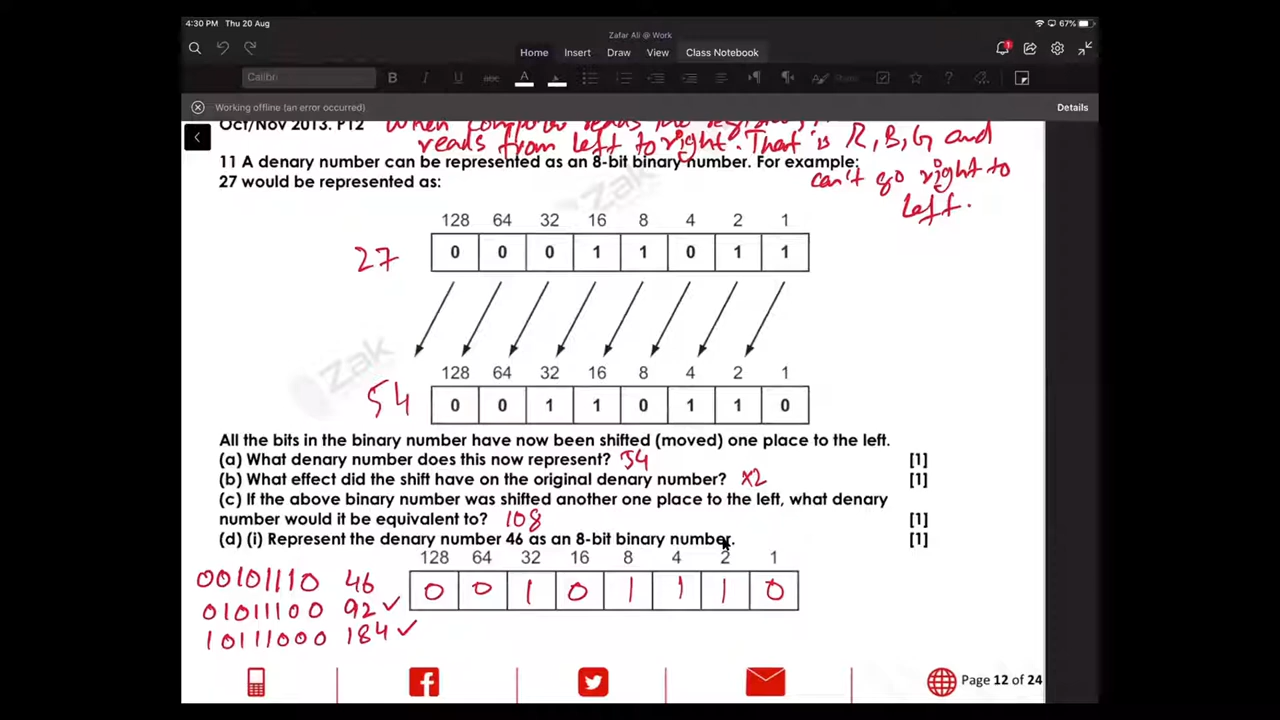 4:30 PM Thu 20 Aug
67%
Zafar Ali @ Work
Home Insert Draw View Class Notebook
Calibri
B I U abc A
Working offline (an error occurred) Details
Oct/Nov 2013. P12
When computer reads the
reads from left to right. That is R, B, G and
can't go right to
left.
11 A denary number can be represented as an 8-bit binary number. For example:
27 would be represented as:
128 64 32 16 8 4 2 1
27 0 0 0 1 1 0 1 1
Zak
Zak
128 64 32 16 8 4 2 1
54 0 0 1 1 0 1 1 0
All the bits in the binary number have now been shifted (moved) one place to the left.
(a) What denary number does this now represent? 54 [1]
(b) What effect did the shift have on the original denary number? ×2 [1]
(c) If the above binary number was shifted another one place to the left, what denary
number would it be equivalent to? 108 [1]
(d) (i) Represent the denary number 46 as an 8-bit binary number. [1]
128 64 32 16 8 4 2 1
00101110 46 0 0 1 0 1 1 1 0
01011100 92 ✓
10111000 184 ✓
Page 12 of 24